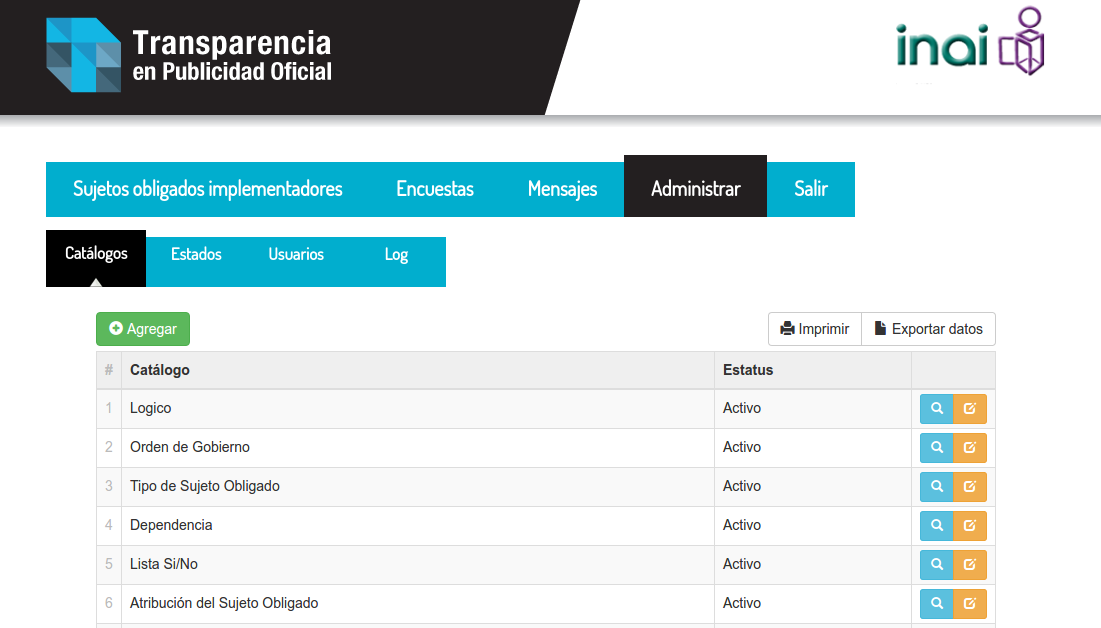 Transparencia
en Publicidad Oficial
inai
Sujetos obligados implementadores Encuestas Mensajes Administrar Salir
Catálogos Estados Usuarios Log
Agregar Imprimir Exportar datos
# Catálogo Estatus
1 Logico Activo
2 Orden de Gobierno Activo
3 Tipo de Sujeto Obligado Activo
4 Dependencia Activo
5 Lista Si/No Activo
6 Atribución del Sujeto Obligado Activo